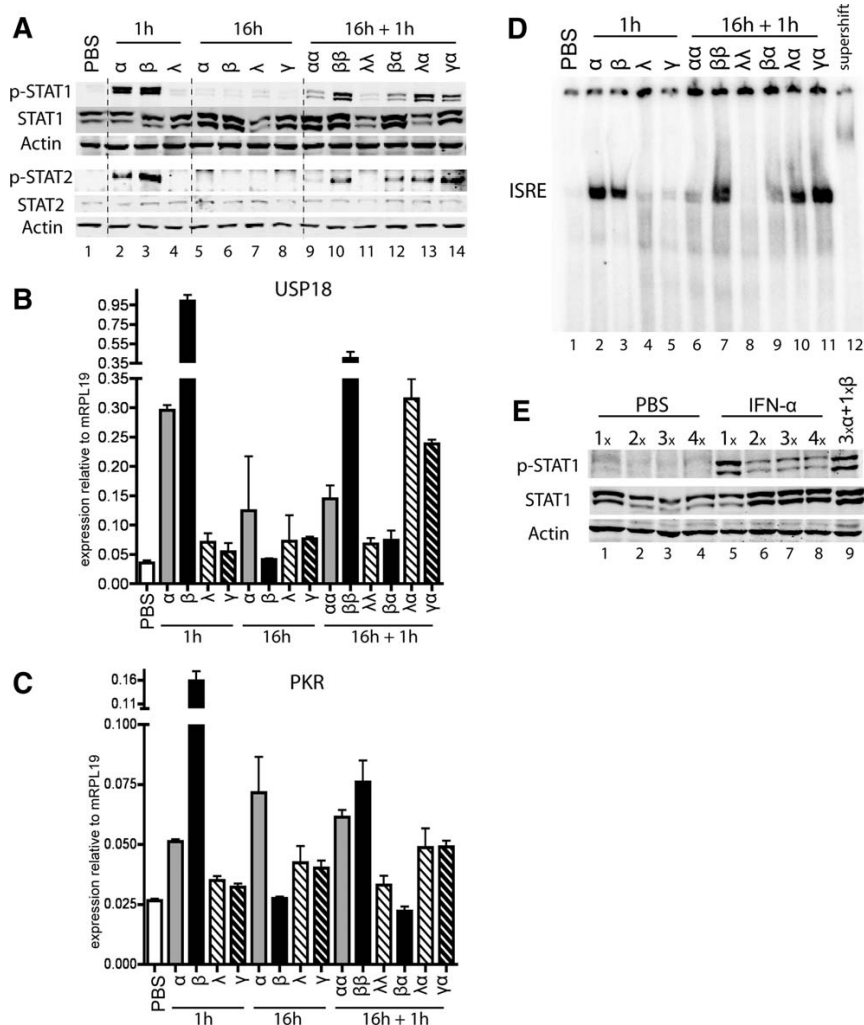 A
1h 16h 16h + 1h
PBS α β λ α β λ γ αα ββ λλ βα λα γα
p-STAT1
STAT1
Actin
p-STAT2
STAT2
Actin
1 2 3 4 5 6 7 8 9 10 11 12 13 14
B
USP18
expression relative to mRPL19
0.95
0.75
0.55
0.35
0.35
0.30
0.25
0.20
0.15
0.10
0.05
0.00
PBS α β λ γ α β λ γ αα ββ λλ βα λα γα
1h 16h 16h + 1h
C
PKR
expression relative to mRPL19
0.16
0.11
0.100
0.075
0.050
0.025
0.000
PBS α β λ γ α β λ γ αα ββ λλ βα λα γα
1h 16h 16h + 1h
D
1h 16h + 1h
PBS α β λ γ αα ββ λλ βα λα γα supershift
ISRE
1 2 3 4 5 6 7 8 9 10 11 12
E
PBS IFN-α 3xα+1xβ
1x 2x 3x 4x 1x 2x 3x 4x
p-STAT1
STAT1
Actin
1 2 3 4 5 6 7 8 9